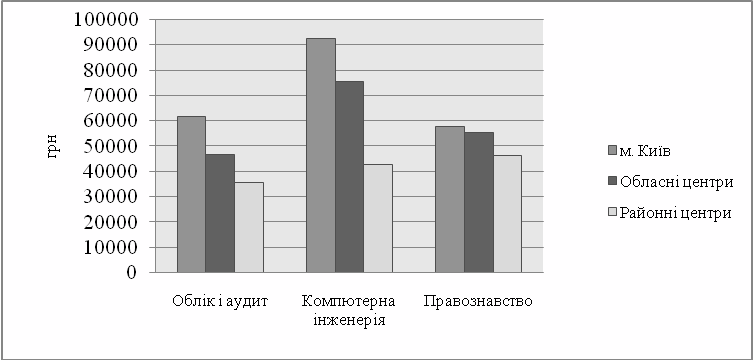 100000
90000
80000
70000
60000
50000
40000
30000
20000
10000
0
грн
Облік і аудит
Компютерна
інженерія
Правознавство
м. Київ
Обласні центри
Районні центри